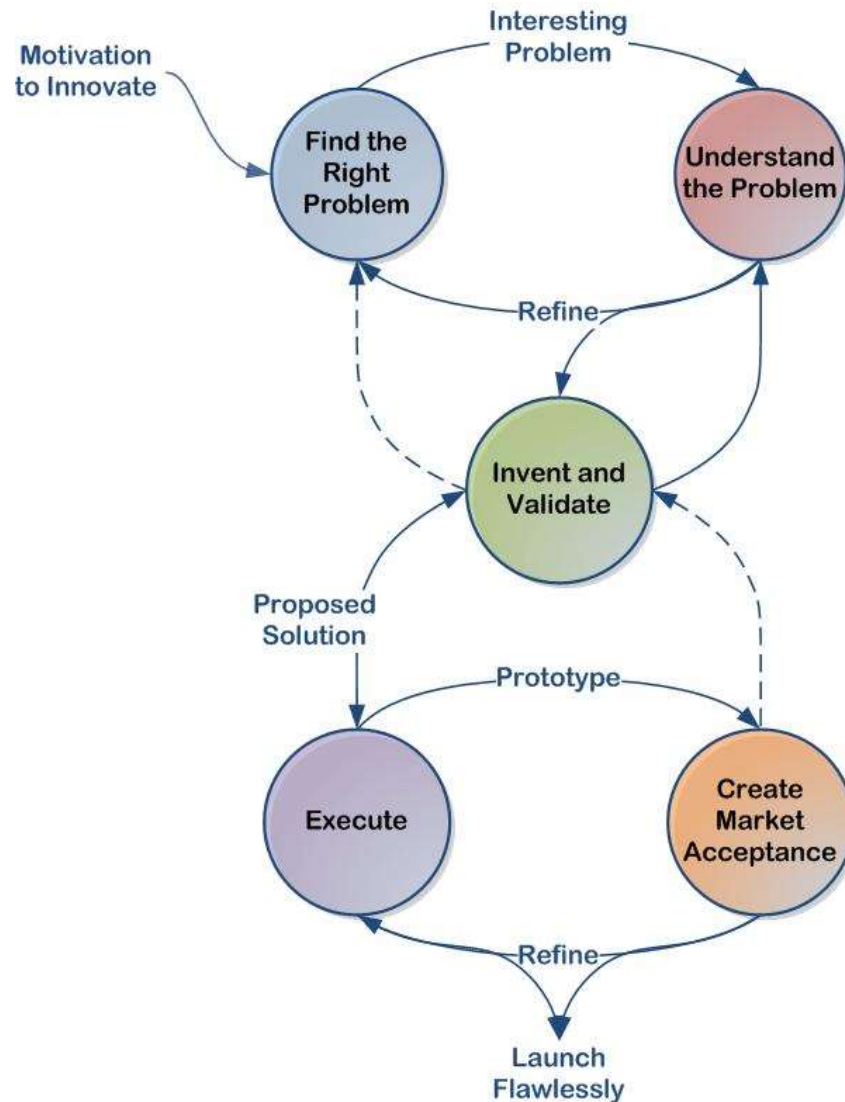 Interesting
Problem
Motivation
to Innovate
Find the
Right
Problem
Understand
the Problem
Refine
Invent and
Validate
Proposed
Solution
Prototype
Execute
Create
Market
Acceptance
Refine
Launch
Flawlessly